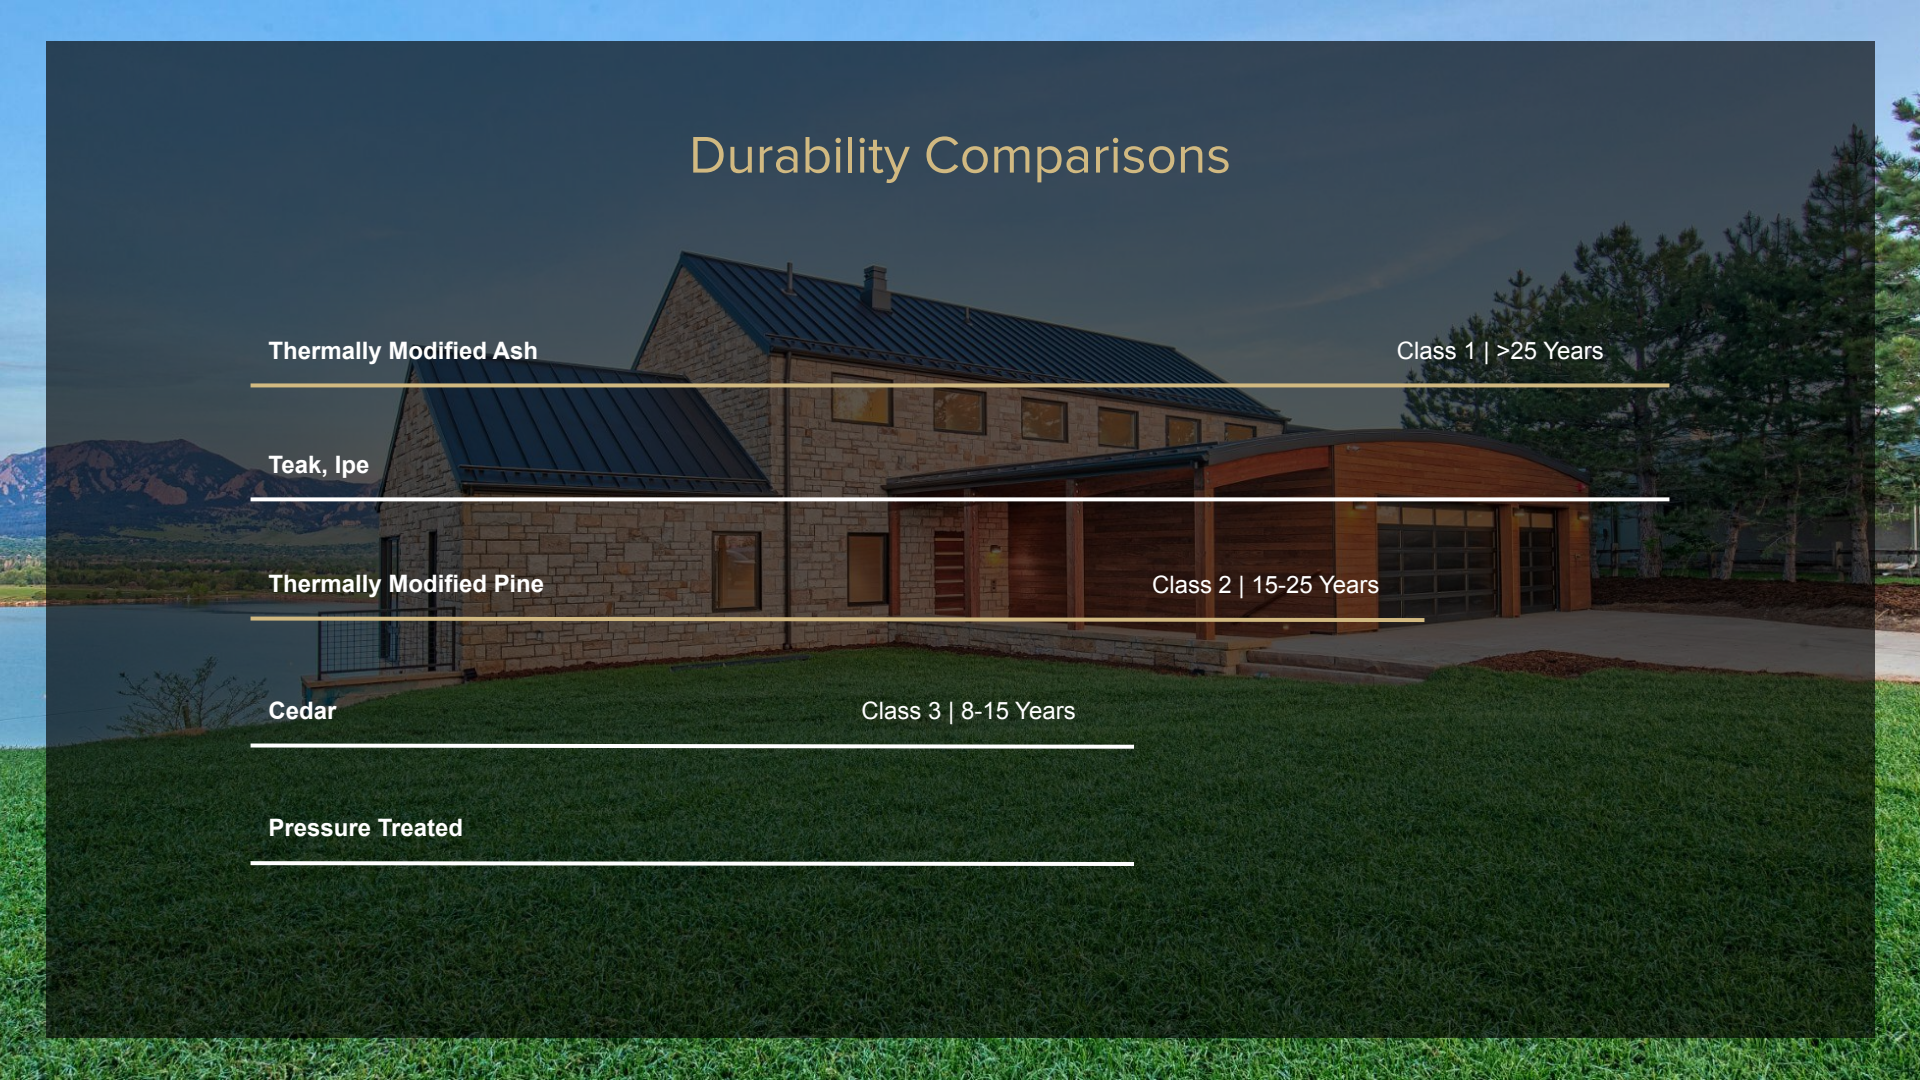 Durability Comparisons
Thermally Modified Ash Class 1 | >25 Years
Teak, Ipe
Thermally Modified Pine Class 2 | 15-25 Years
Cedar Class 3 | 8-15 Years
Pressure Treated